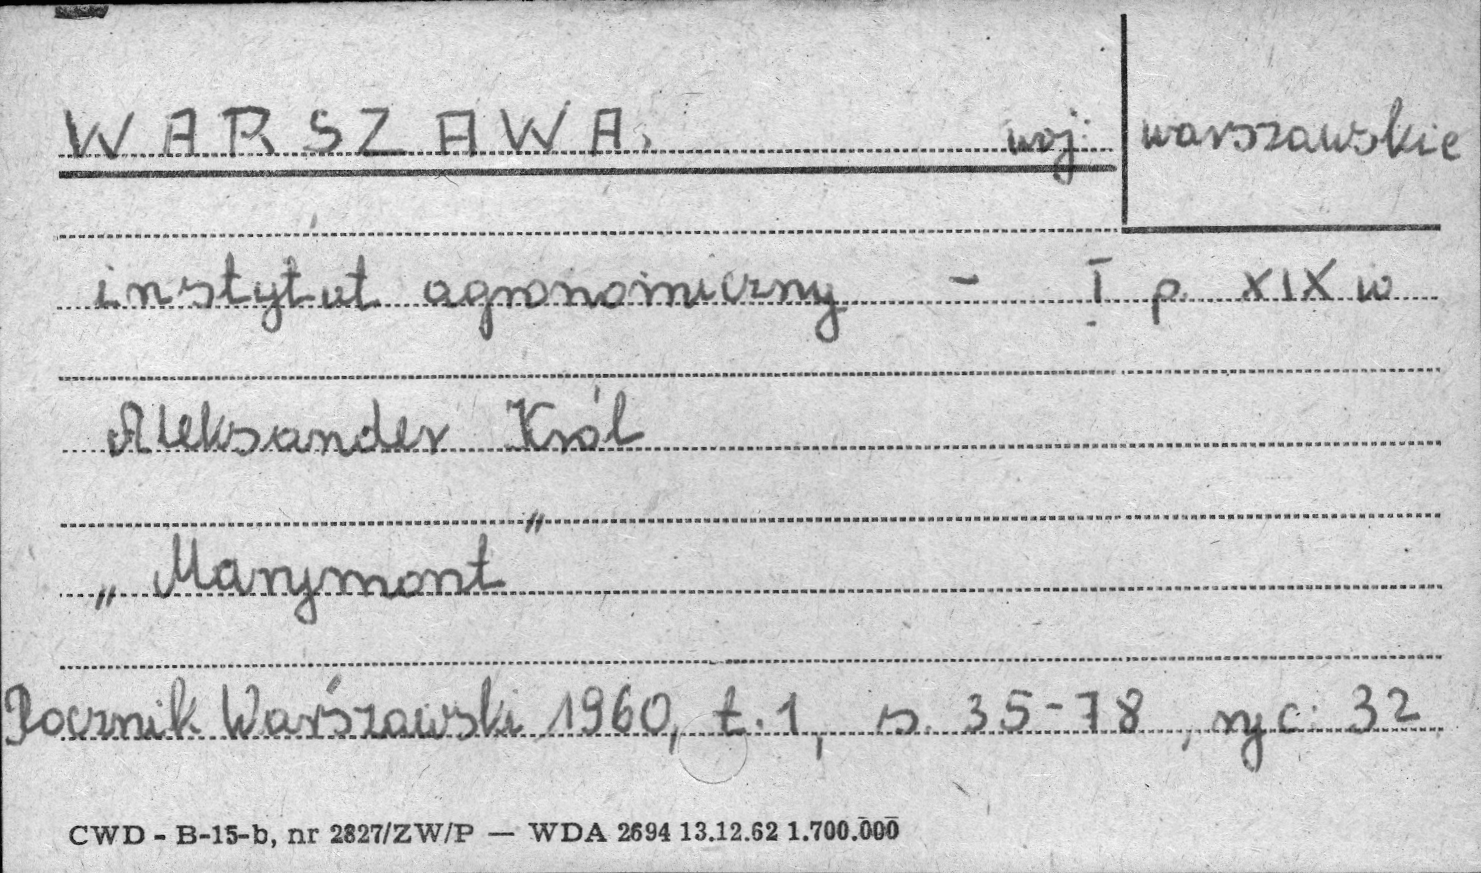 WARSZAWA, woj: warszawskie
instytut agronomiczny - I p. XIX w
Aleksander Król
„Marymont”
Rocznik Warszawski 1960, t.1, s. 35-78, ryc: 32
CWD - B-15-b, nr 2827/ZW/P — WDA 2694 13.12.62 1.700.000